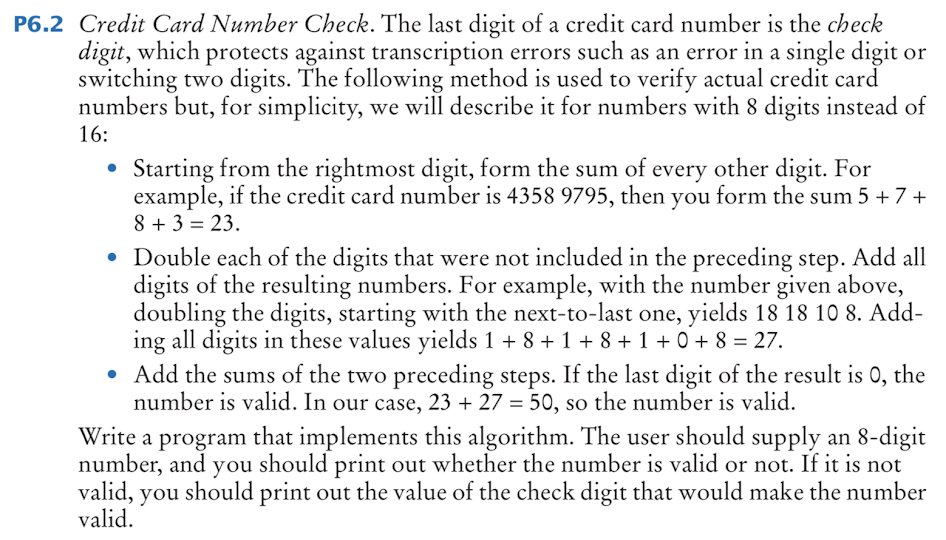 P6.2 Credit Card Number Check. The last digit of a credit card number is the check
digit, which protects against transcription errors such as an error in a single digit or
switching two digits. The following method is used to verify actual credit card
numbers but, for simplicity, we will describe it for numbers with 8 digits instead of
16:
• Starting from the rightmost digit, form the sum of every other digit. For
example, if the credit card number is 4358 9795, then you form the sum 5 + 7 +
8 + 3 = 23.
• Double each of the digits that were not included in the preceding step. Add all
digits of the resulting numbers. For example, with the number given above,
doubling the digits, starting with the next-to-last one, yields 18 18 10 8. Add-
ing all digits in these values yields 1 + 8 + 1 + 8 + 1 + 0 + 8 = 27.
• Add the sums of the two preceding steps. If the last digit of the result is 0, the
number is valid. In our case, 23 + 27 = 50, so the number is valid.
Write a program that implements this algorithm. The user should supply an 8-digit
number, and you should print out whether the number is valid or not. If it is not
valid, you should print out the value of the check digit that would make the number
valid.